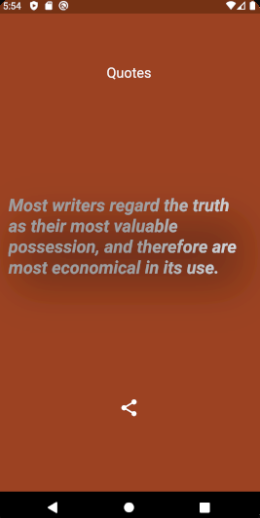 5:54
Quotes
Most writers regard the truth
as their most valuable
possession, and therefore are
most economical in its use.